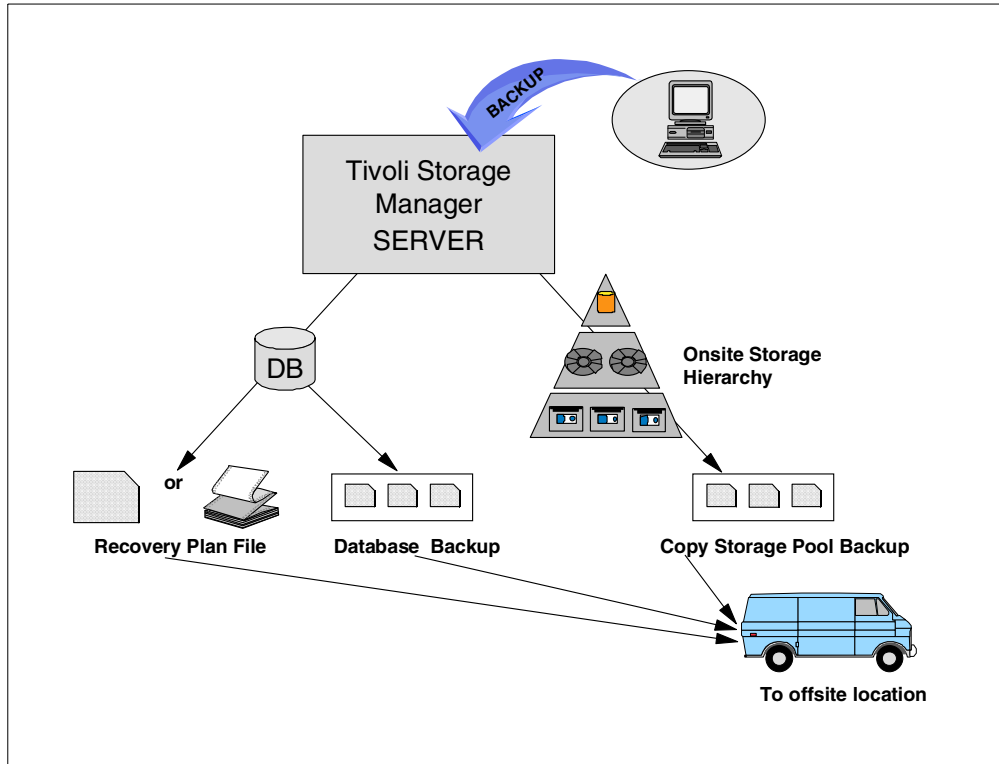 BACKUP
Tivoli Storage
Manager
SERVER
DB
Onsite Storage
Hierarchy
or
Recovery Plan File
Database Backup
Copy Storage Pool Backup
To offsite location